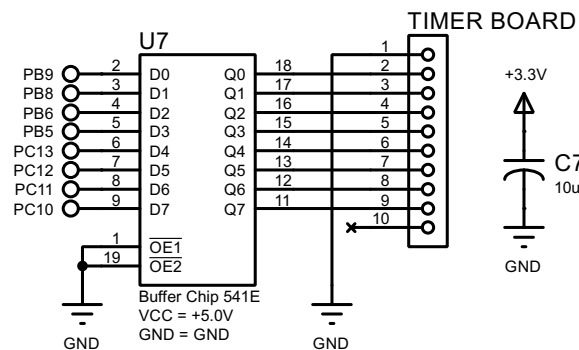 TIMER BOARD
U7
PB9 2 D0 Q0 18
PB8 3 D1 Q1 17
PB6 4 D2 Q2 16
PB5 5 D3 Q3 15
PC13 6 D4 Q4 14
PC12 7 D5 Q5 13
PC11 8 D6 Q6 12
PC10 9 D7 Q7 11
1 OE1
19 OE2
Buffer Chip 541E
VCC = +5.0V
GND = GND
GND
GND
1
2
3
4
5
6
7
8
9
10
+3.3V
C7
10u
GND